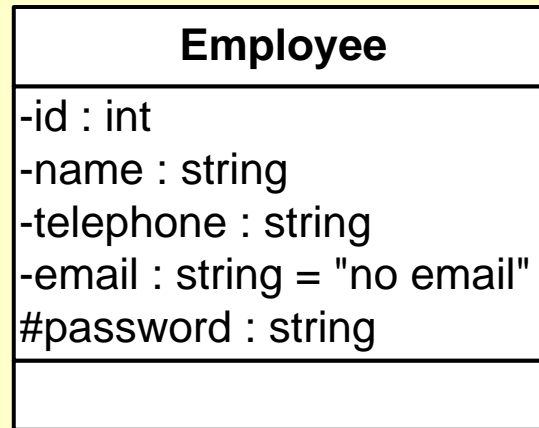 Employee
-id : int
-name : string
-telephone : string
-email : string = "no email"
#password : string